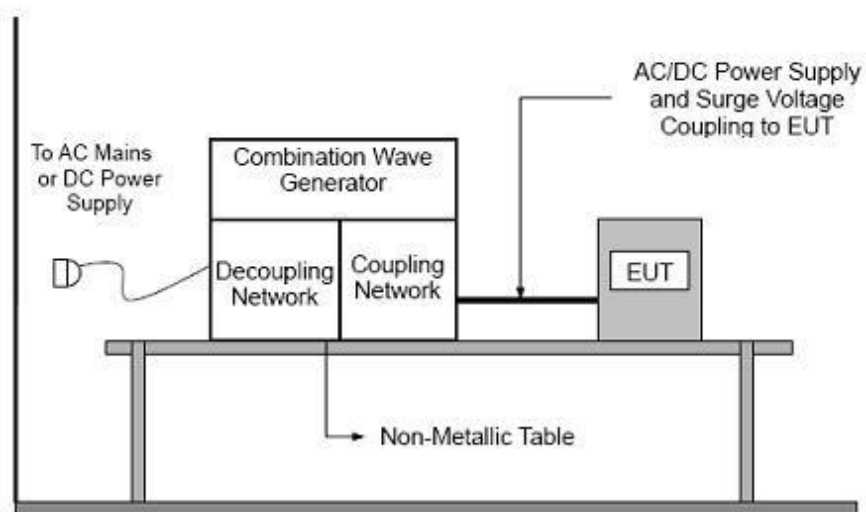 AC/DC Power Supply
and Surge Voltage
Coupling to EUT
To AC Mains
or DC Power
Supply
Combination Wave
Generator
Decoupling
Network
Coupling
Network
EUT
Non-Metallic Table